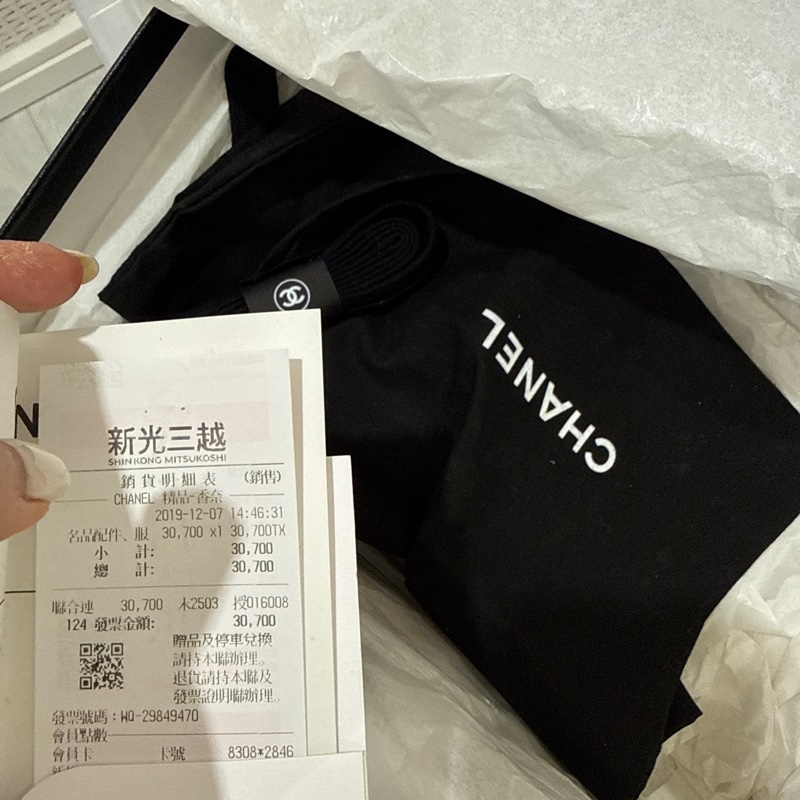 CHANEL
N
新光三越
SHIN KONG MITSUKOSHI
銷貨明細表 (銷售)
CHANEL 精品-香奈
2019-12-07 14:46:31
名品配件、服 30,700 x1 30,700TX
小 計: 30,700
總 計: 30,700
聯合連 30,700 末2503 授016008
124 發票金額: 30,700
贈品及停車兌換
請持本聯辦理。
退貨請持本聯及
發票證明聯辦理。
發票號碼：WQ-29849470
會員點數
會員卡 卡號 8308*2846